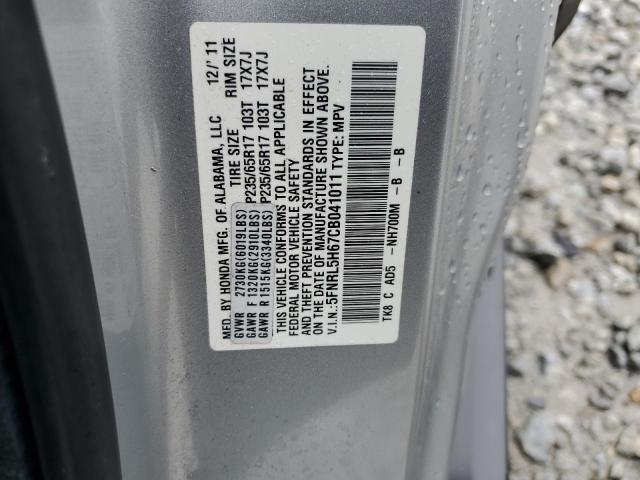 MFD. BY HONDA MFG. OF ALABAMA, LLC 12/'11
TIRE SIZE RIM SIZE
GVWR 2730KG(6019LBS)
GAWR F 1320KG(2910LBS) P235/65R17 103T 17X7J
GAWR R 1515KG(3340LBS) P235/65R17 103T 17X7J
THIS VEHICLE CONFORMS TO ALL APPLICABLE
FEDERAL MOTOR VEHICLE SAFETY
AND THEFT PREVENTION STANDARDS IN EFFECT
ON THE DATE OF MANUFACTURE SHOWN ABOVE.
V.I.N.:5FNRL5H67CB041011 TYPE: MPV
TK8 C AD5 -NH700M -B -B